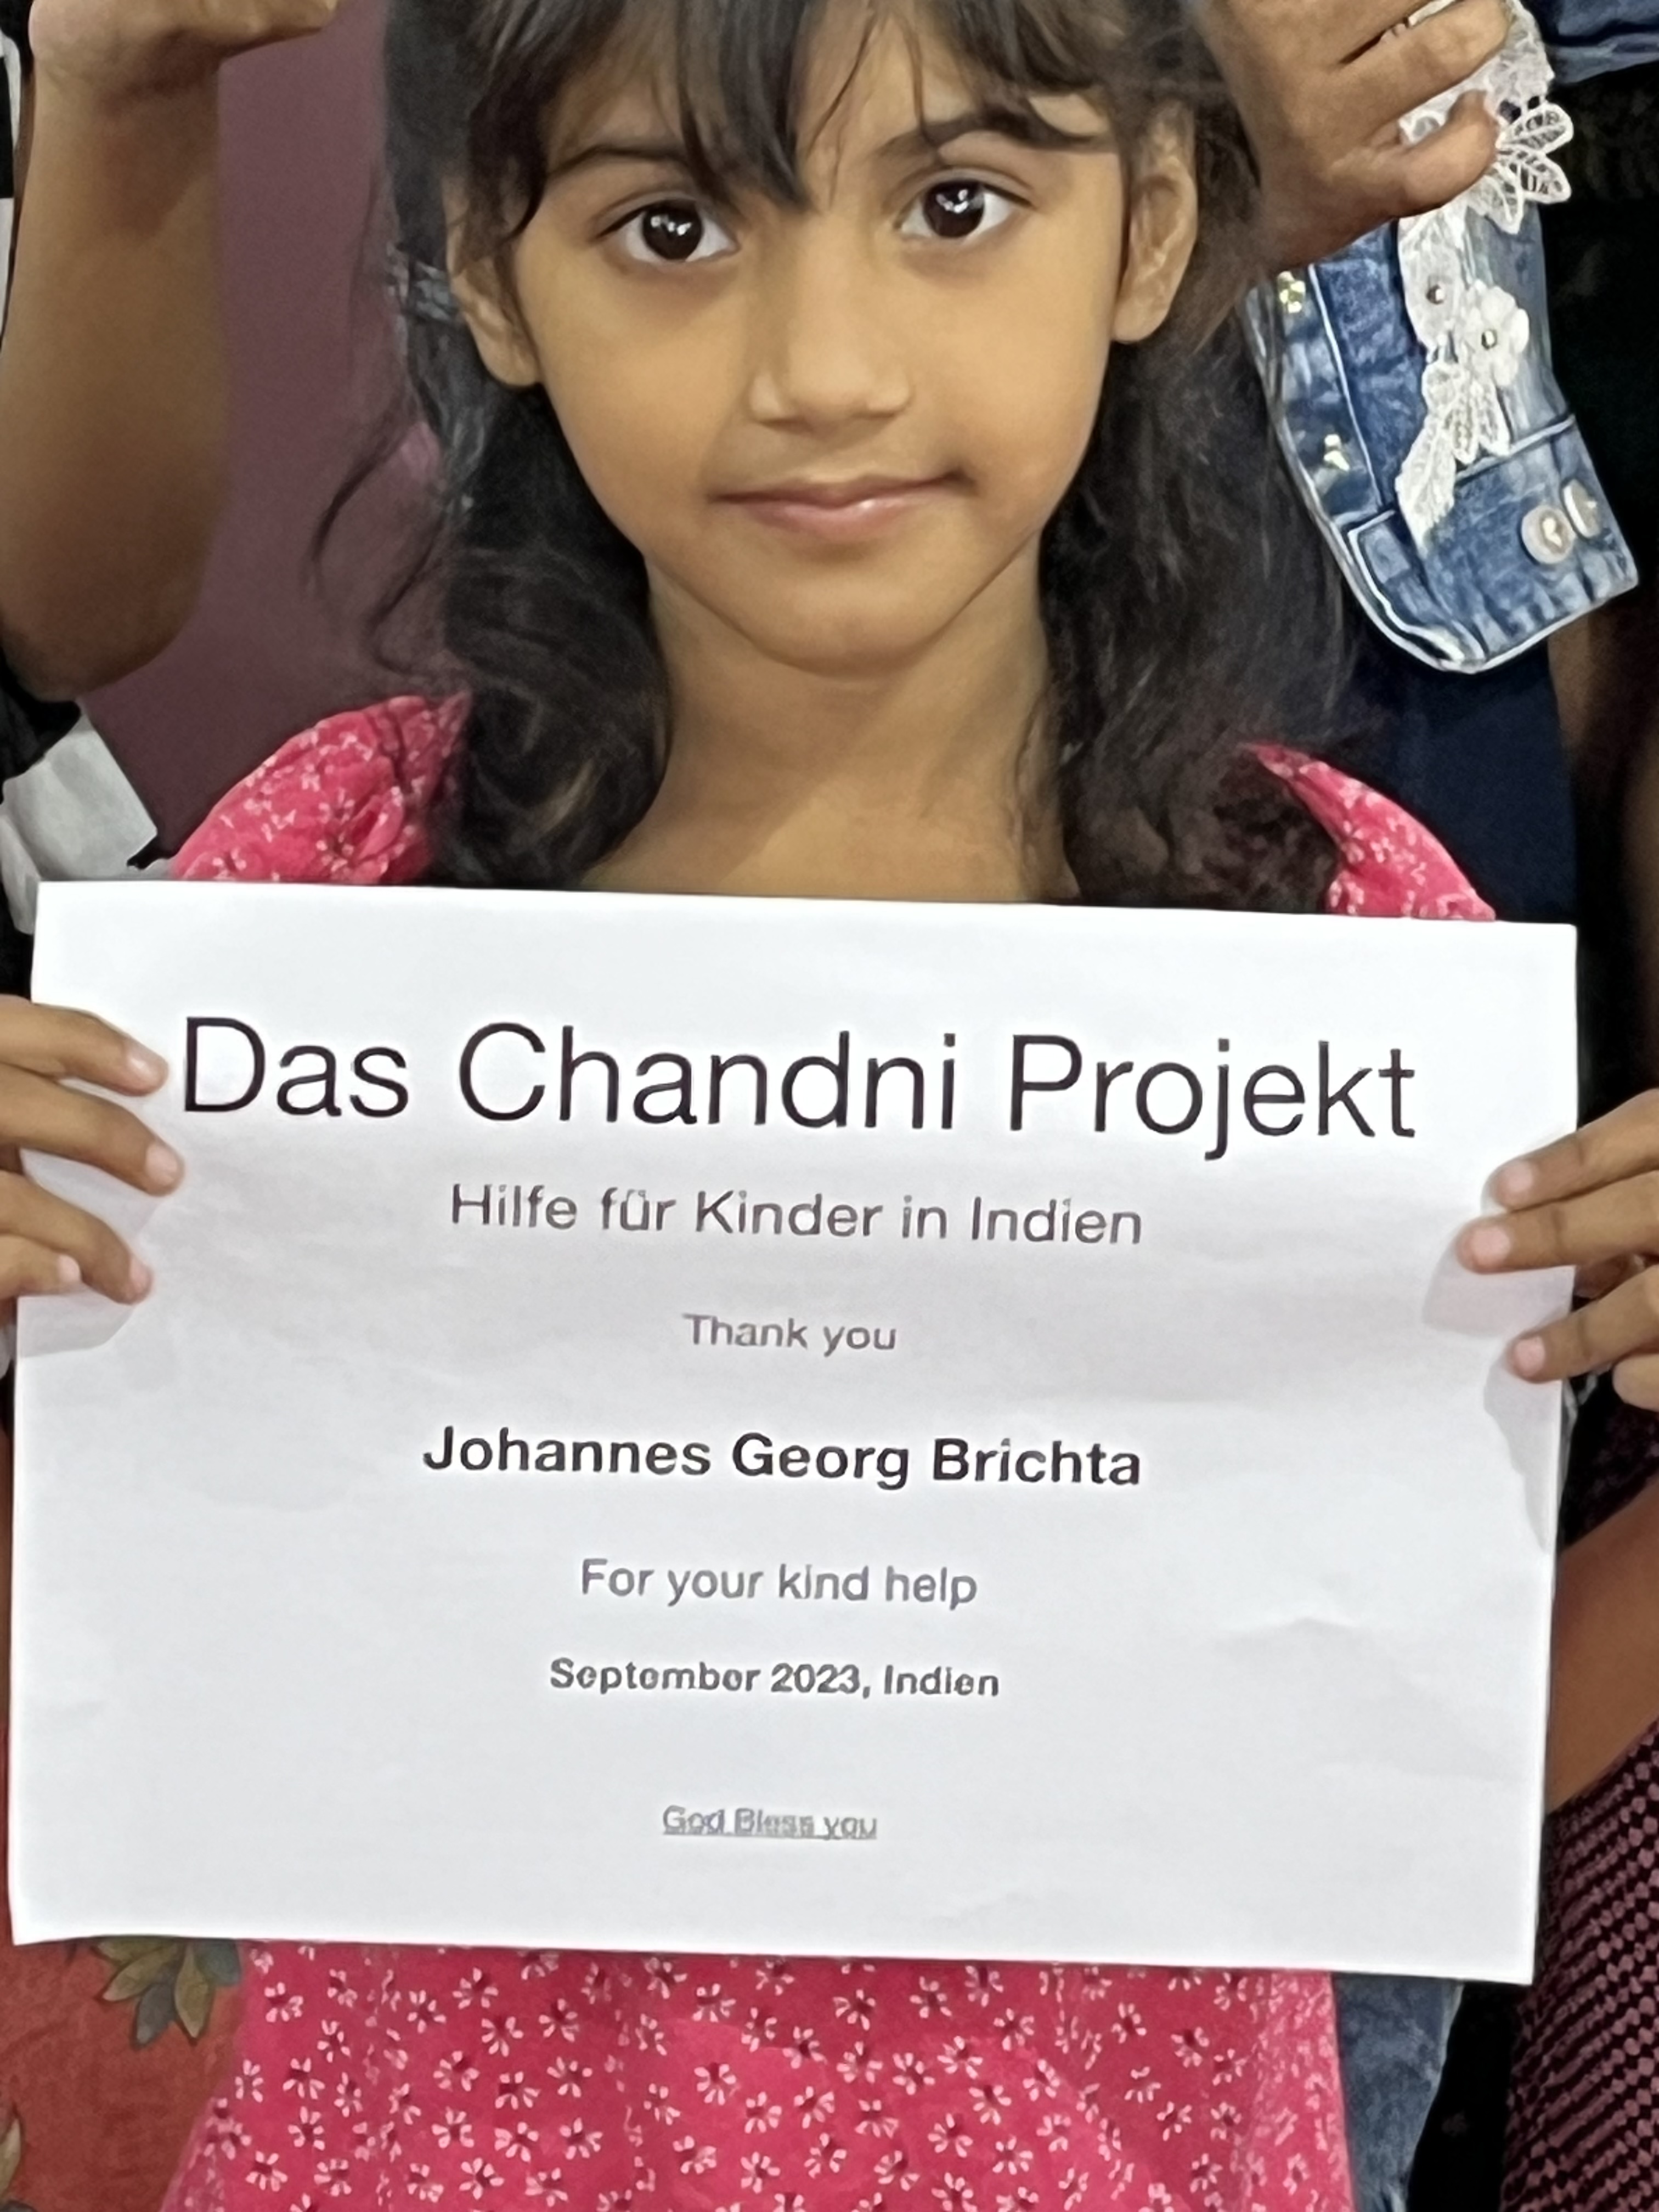 Das Chandni Projekt
Hilfe für Kinder in Indien
Thank you
Johannes Georg Brichta
For your kind help
September 2023, Indien
God Bless you